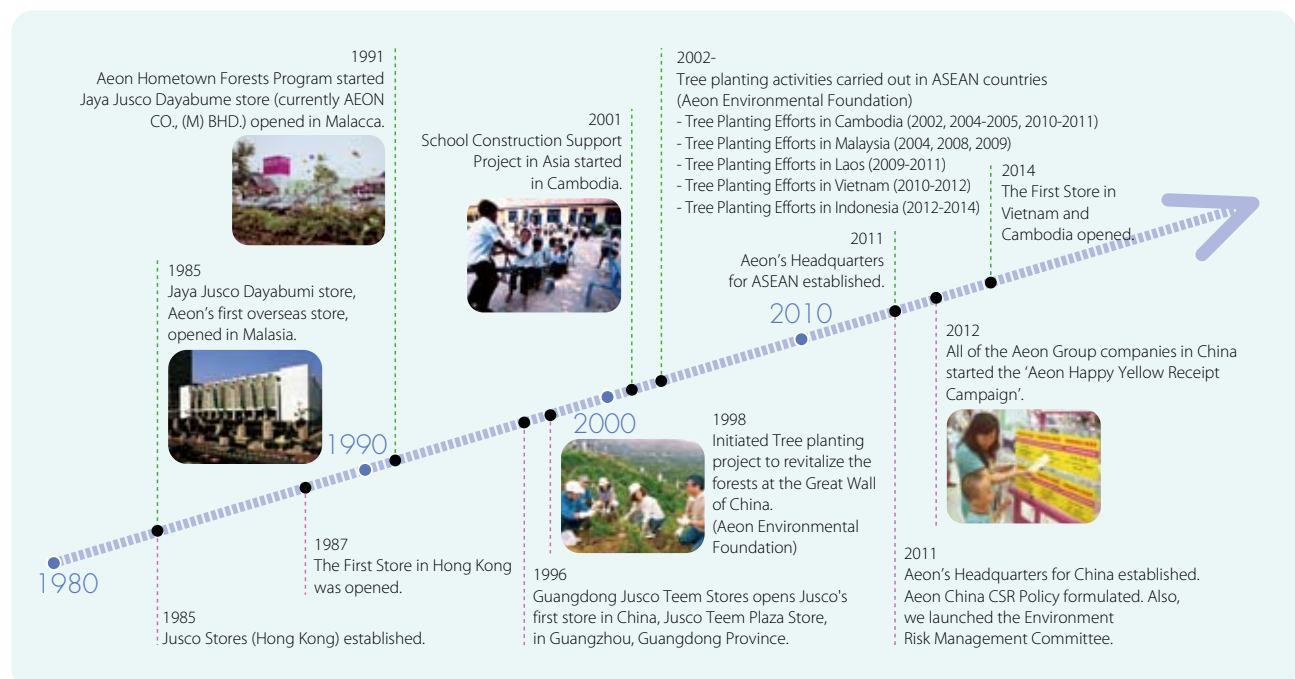 1991
Aeon Hometown Forests Program started
Jaya Jusco Dayabume store (currently AEON
CO., (M) BHD.) opened in Malacca.
2001
School Construction Support
Project in Asia started
in Cambodia.
2002-
Tree planting activities carried out in ASEAN countries
(Aeon Environmental Foundation)
- Tree Planting Efforts in Cambodia (2002, 2004-2005, 2010-2011)
- Tree Planting Efforts in Malaysia (2004, 2008, 2009)
- Tree Planting Efforts in Laos (2009-2011)
- Tree Planting Efforts in Vietnam (2010-2012)
- Tree Planting Efforts in Indonesia (2012-2014)
2014
The First Store in
Vietnam and
Cambodia opened.
2011
Aeon's Headquarters
for ASEAN established.
1985
Jaya Jusco Dayabumi store,
Aeon's first overseas store,
opened in Malasia.
2010
2012
All of the Aeon Group companies in China
started the 'Aeon Happy Yellow Receipt
Campaign'.
1990
2000
1998
Initiated Tree planting
project to revitalize the
forests at the Great Wall
of China.
(Aeon Environmental
Foundation)
1980
1987
The First Store in Hong Kong
was opened.
1985
Jusco Stores (Hong Kong) established.
1996
Guangdong Jusco Teem Stores opens Jusco's
first store in China, Jusco Teem Plaza Store,
in Guangzhou, Guangdong Province.
2011
Aeon's Headquarters for China established.
Aeon China CSR Policy formulated. Also,
we launched the Environment
Risk Management Committee.